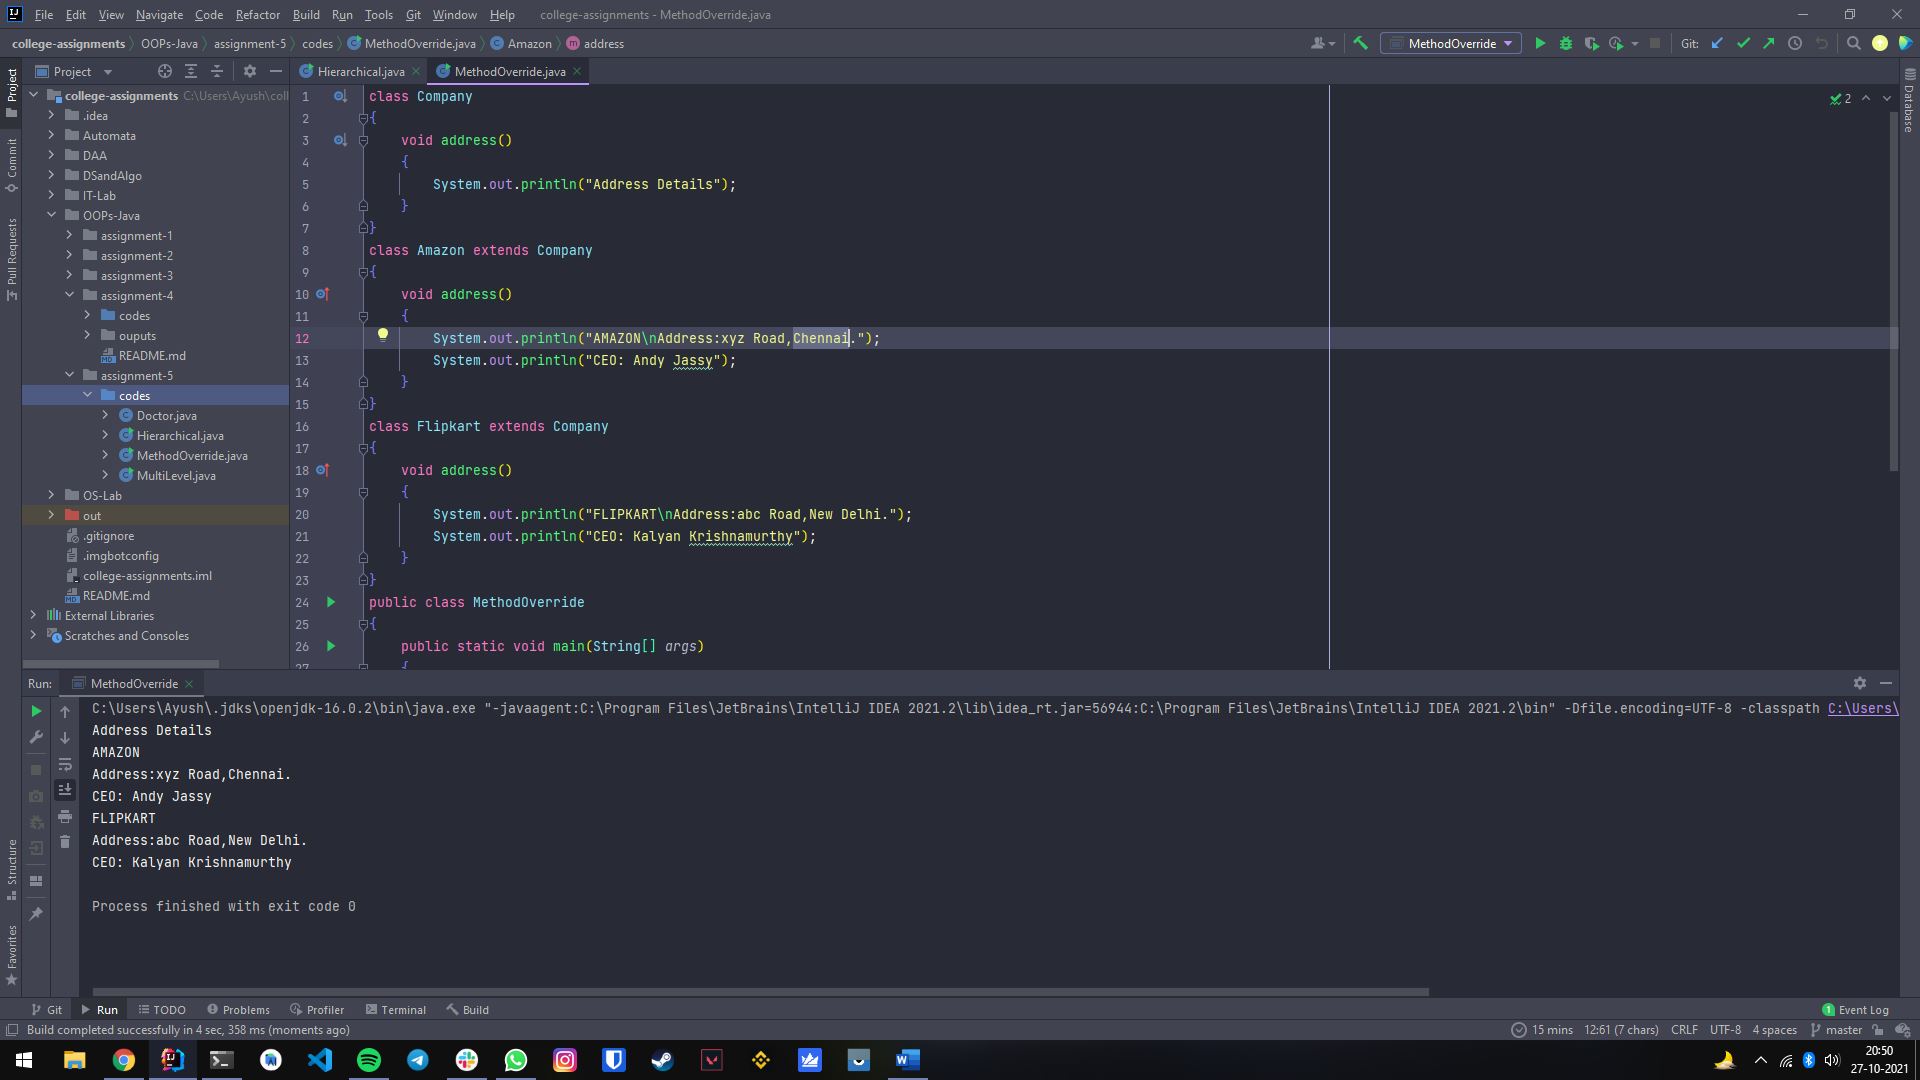 File Edit View Navigate Code Refactor Build Run Tools Git Window Help college-assignments - MethodOverride.java
college-assignments OOPs-Java assignment-5 codes MethodOverride.java Amazon address MethodOverride Git:
Project
Hierarchical.java MethodOverride.java
Project
Commit
Pull Requests
Structure
Favorites
Database
college-assignments C:\Users\Ayush\coll
.idea
Automata
DAA
DSandAlgo
IT-Lab
OOPs-Java
assignment-1
assignment-2
assignment-3
assignment-4
codes
ouputs
README.md
assignment-5
codes
Doctor.java
Hierarchical.java
MethodOverride.java
MultiLevel.java
OS-Lab
out
.gitignore
.imgbotconfig
college-assignments.iml
README.md
External Libraries
Scratches and Consoles
2
1 class Company
2 {
3 void address()
4 {
5 System.out.println("Address Details");
6 }
7 }
8 class Amazon extends Company
9 {
10 void address()
11 {
12 System.out.println("AMAZON\nAddress:xyz Road,Chennai.");
13 System.out.println("CEO: Andy Jassy");
14 }
15 }
16 class Flipkart extends Company
17 {
18 void address()
19 {
20 System.out.println("FLIPKART\nAddress:abc Road,New Delhi.");
21 System.out.println("CEO: Kalyan Krishnamurthy");
22 }
23 }
24 public class MethodOverride
25 {
26 public static void main(String[] args)
27 {
Run: MethodOverride
C:\Users\Ayush\.jdks\openjdk-16.0.2\bin\java.exe "-javaagent:C:\Program Files\JetBrains\IntelliJ IDEA 2021.2\lib\idea_rt.jar=56944:C:\Program Files\JetBrains\IntelliJ IDEA 2021.2\bin" -Dfile.encoding=UTF-8 -classpath C:\Users\
Address Details
AMAZON
Address:xyz Road,Chennai.
CEO: Andy Jassy
FLIPKART
Address:abc Road,New Delhi.
CEO: Kalyan Krishnamurthy
Process finished with exit code 0
Git Run TODO Problems Profiler Terminal Build 1 Event Log
Build completed successfully in 4 sec, 358 ms (moments ago) 15 mins 12:61 (7 chars) CRLF UTF-8 4 spaces master
20:50
27-10-2021